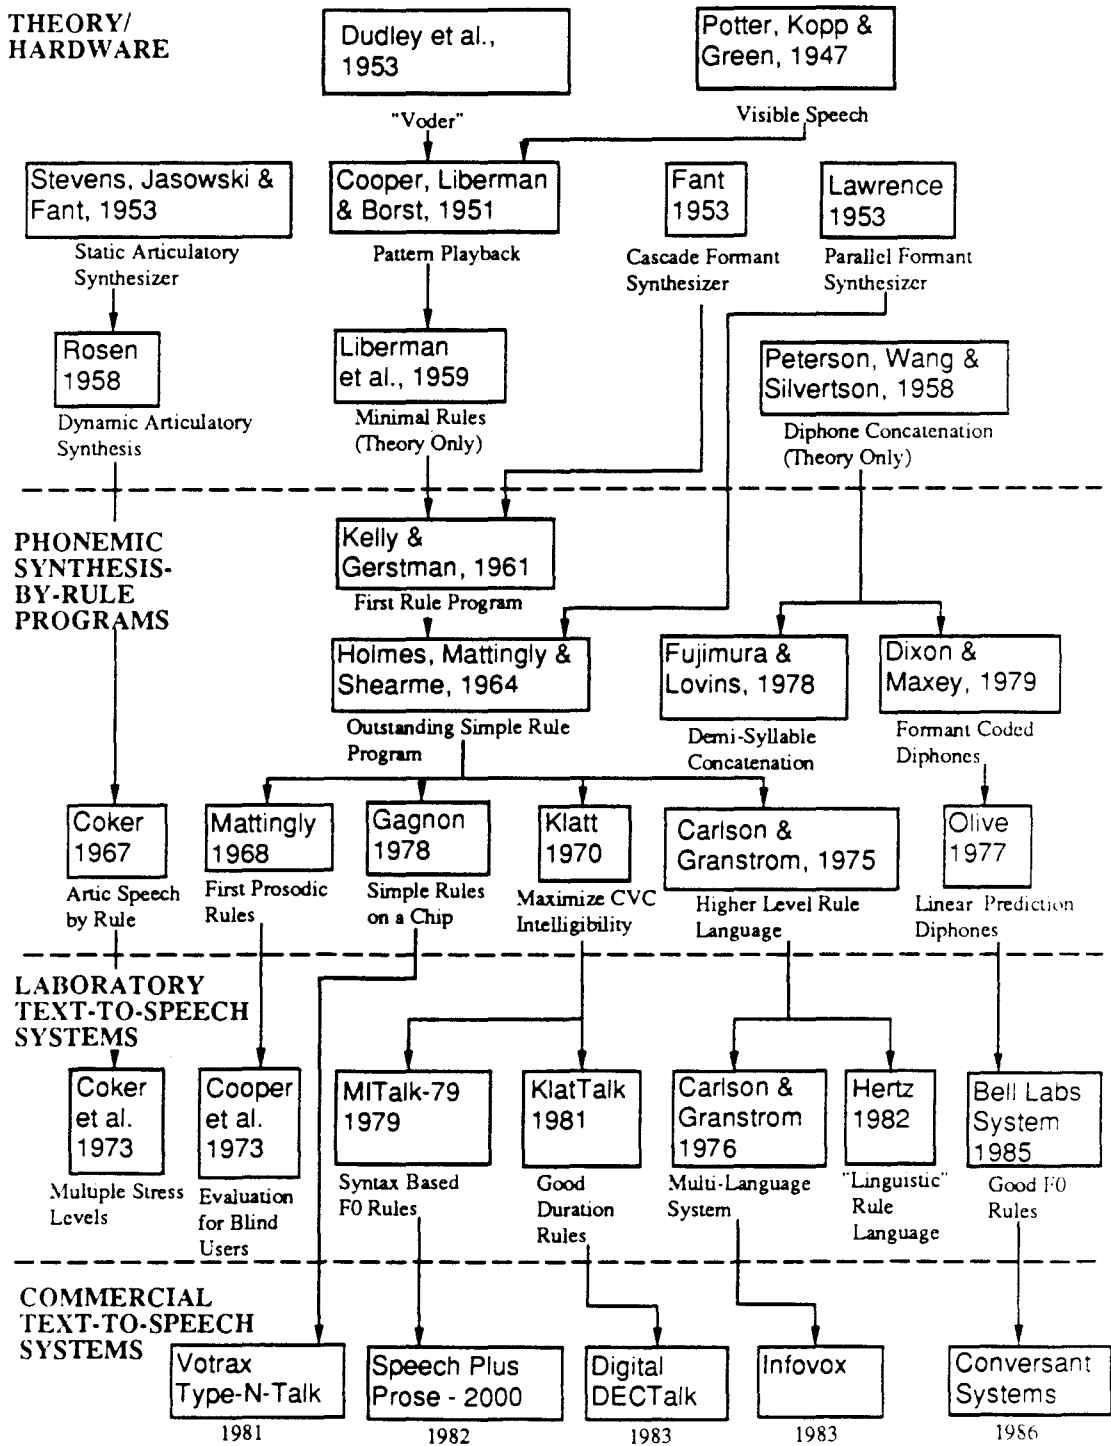 THEORY/
HARDWARE
Dudley et al.,
1953
Potter, Kopp &
Green, 1947
"Voder"
Visible Speech
Stevens, Jasowski &
Fant, 1953
Cooper, Liberman
& Borst, 1951
Fant
1953
Lawrence
1953
Static Articulatory
Synthesizer
Pattern Playback
Cascade Formant
Synthesizer
Parallel Formant
Synthesizer
Rosen
1958
Liberman
et al., 1959
Peterson, Wang &
Silvertson, 1958
Dynamic Articulatory
Synthesis
Minimal Rules
(Theory Only)
Diphone Concatenation
(Theory Only)
PHONEMIC
SYNTHESIS-
BY-RULE
PROGRAMS
Kelly &
Gerstman, 1961
First Rule Program
Holmes, Mattingly &
Shearme, 1964
Fujimura &
Lovins, 1978
Dixon &
Maxey, 1979
Outstanding Simple Rule
Program
Demi-Syllable
Concatenation
Formant Coded
Diphones
Coker
1967
Mattingly
1968
Gagnon
1978
Klatt
1970
Carlson &
Granstrom, 1975
Olive
1977
Artic Speech
by Rule
First Prosodic
Rules
Simple Rules
on a Chip
Maximize CVC
Intelligibility
Higher Level Rule
Language
Linear Prediction
Diphones
LABORATORY
TEXT-TO-SPEECH
SYSTEMS
Coker
et al.
1973
Cooper
et al.
1973
MITalk-79
1979
KlatTalk
1981
Carlson &
Granstrom
1976
Hertz
1982
Bell Labs
System
1985
Multiple Stress
Levels
Evaluation
for Blind
Users
Syntax Based
F0 Rules
Good
Duration
Rules
Multi-Language
System
"Linguistic"
Rule
Language
Good F0
Rules
COMMERCIAL
TEXT-TO-SPEECH
SYSTEMS
Votrax
Type-N-Talk
Speech Plus
Prose - 2000
Digital
DECTalk
Infovox
Conversant
Systems
1981
1982
1983
1983
1986